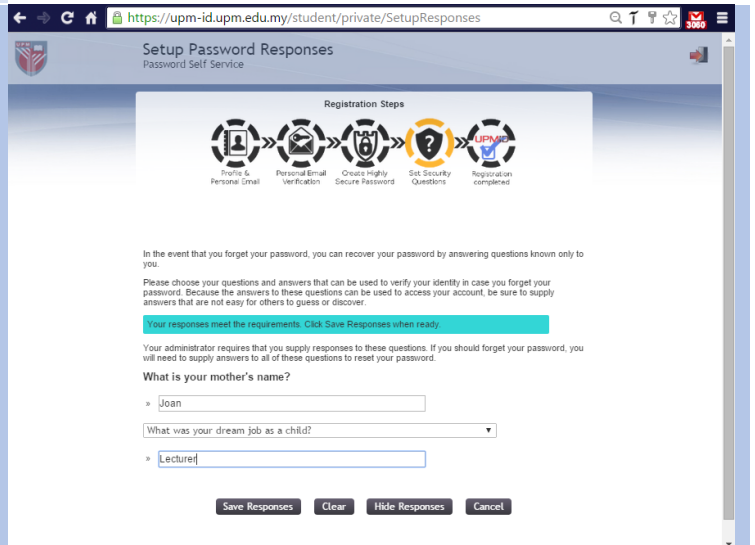 https://upm-id.upm.edu.my/student/private/SetupResponses
3060
Setup Password Responses
Password Self Service
Registration Steps
UPMID
Profile & Personal Email
Personal Email Verification
Create Highly Secure Password
Set Security Questions
Registration completed
In the event that you forget your password, you can recover your password by answering questions known only to
you.
Please choose your questions and answers that can be used to verify your identity in case you forget your
password. Because the answers to these questions can be used to access your account, be sure to supply
answers that are not easy for others to guess or discover.
Your responses meet the requirements. Click Save Responses when ready.
Your administrator requires that you supply responses to these questions. If you should forget your password, you
will need to supply answers to all of these questions to reset your password.
What is your mother's name?
» Joan
What was your dream job as a child?
» Lecturer
Save Responses Clear Hide Responses Cancel